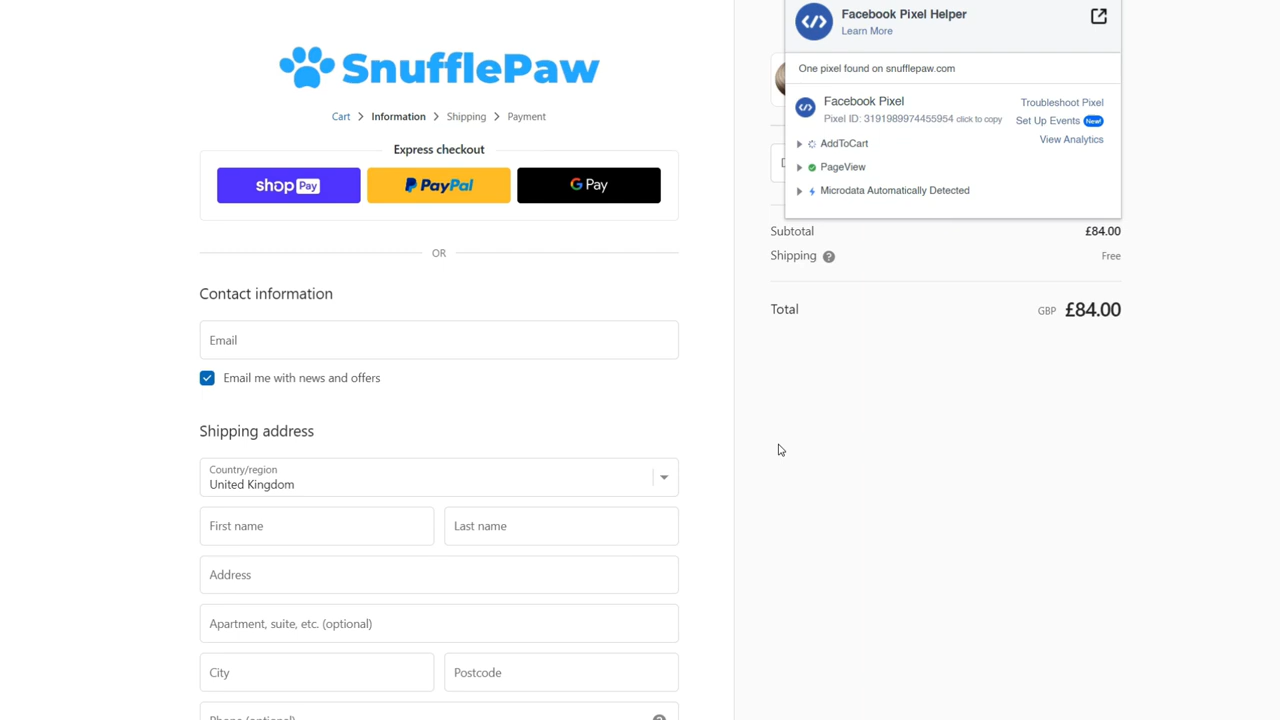 SnufflePaw
Cart > Information > Shipping > Payment
Express checkout
shop Pay
PayPal
G Pay
OR
Contact information
Email
Email me with news and offers
Shipping address
Country/region
United Kingdom
First name
Last name
Address
Apartment, suite, etc. (optional)
City
Postcode
Phone (optional)
Facebook Pixel Helper
Learn More
One pixel found on snufflepaw.com
Facebook Pixel
Troubleshoot Pixel
Pixel ID: 3191989974455954 click to copy
Set Up Events New!
View Analytics
AddToCart
PageView
Microdata Automatically Detected
Subtotal £84.00
Shipping ? Free
Total GBP £84.00